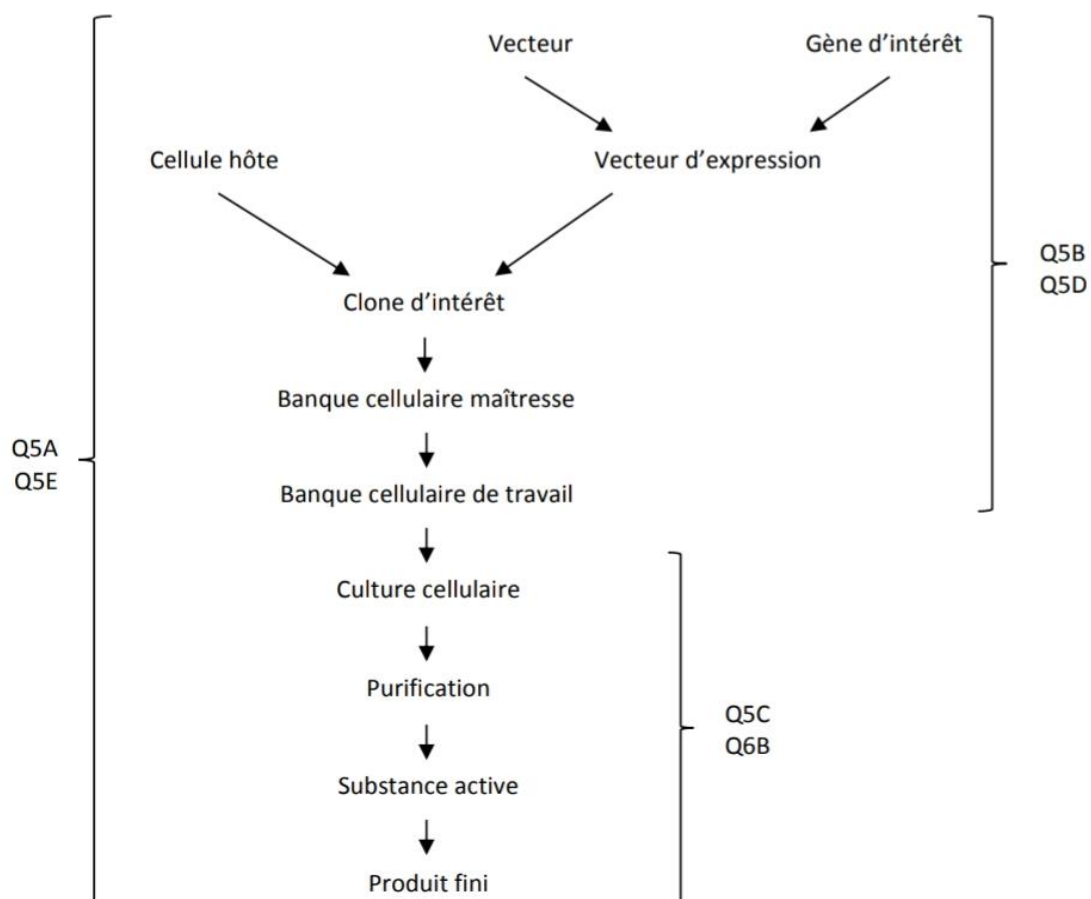 Vecteur
Gène d’intérêt
Cellule hôte
Vecteur d’expression
Q5B
Q5D
Clone d’intérêt
Banque cellulaire maîtresse
Q5A
Q5E
Banque cellulaire de travail
Culture cellulaire
Purification
Q5C
Q6B
Substance active
Produit fini